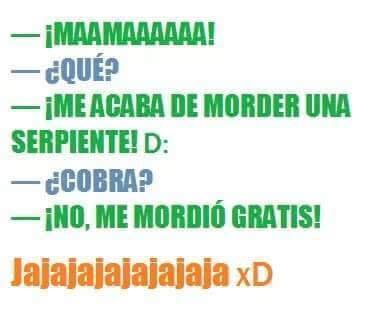 — ¡MAAMAAAAAA!
— ¿QUÉ?
— ¡ME ACABA DE MORDER UNA
SERPIENTE! D:
— ¿COBRA?
— ¡NO, ME MORDIÓ GRATIS!
Jajajajajajajaja xD